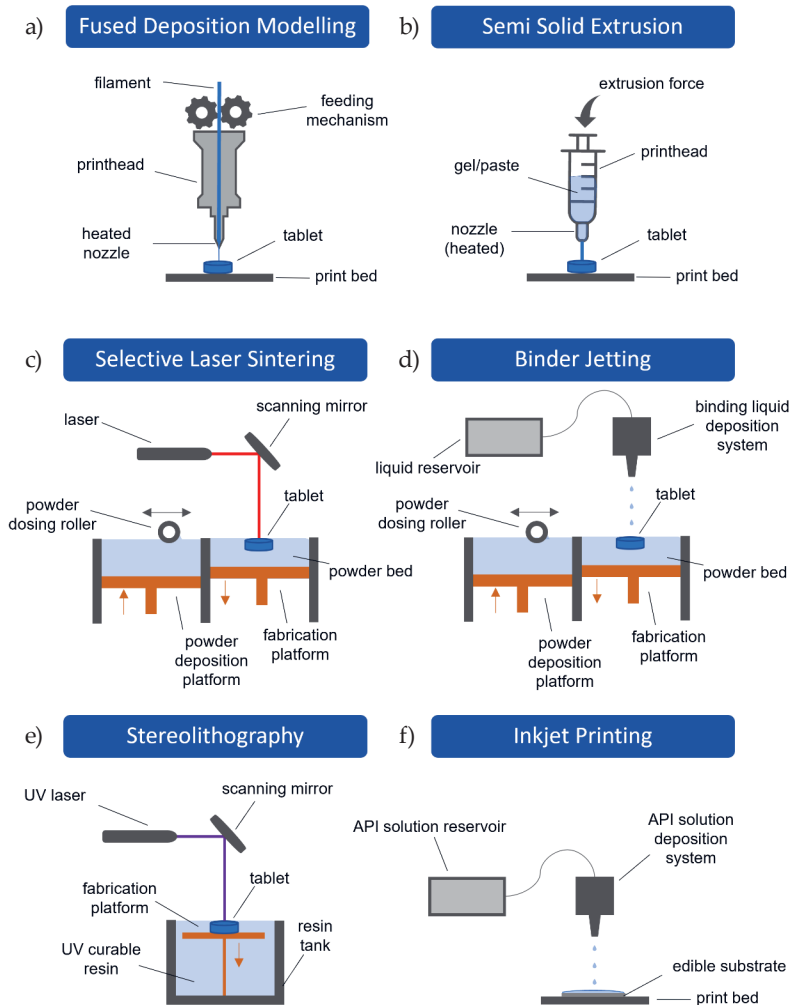 a)
Fused Deposition Modelling
filament
feeding
mechanism
printhead
heated
nozzle
tablet
print bed
b)
Semi Solid Extrusion
extrusion force
printhead
gel/paste
nozzle
(heated)
tablet
print bed
c)
Selective Laser Sintering
scanning mirror
laser
powder
dosing roller
tablet
powder bed
powder
deposition
platform
fabrication
platform
d)
Binder Jetting
binding liquid
deposition
system
liquid reservoir
powder
dosing roller
tablet
powder bed
powder
deposition
platform
fabrication
platform
e)
Stereolithography
UV laser
scanning mirror
fabrication
platform
tablet
resin
tank
UV curable
resin
f)
Inkjet Printing
API solution reservoir
API solution
deposition
system
edible substrate
print bed